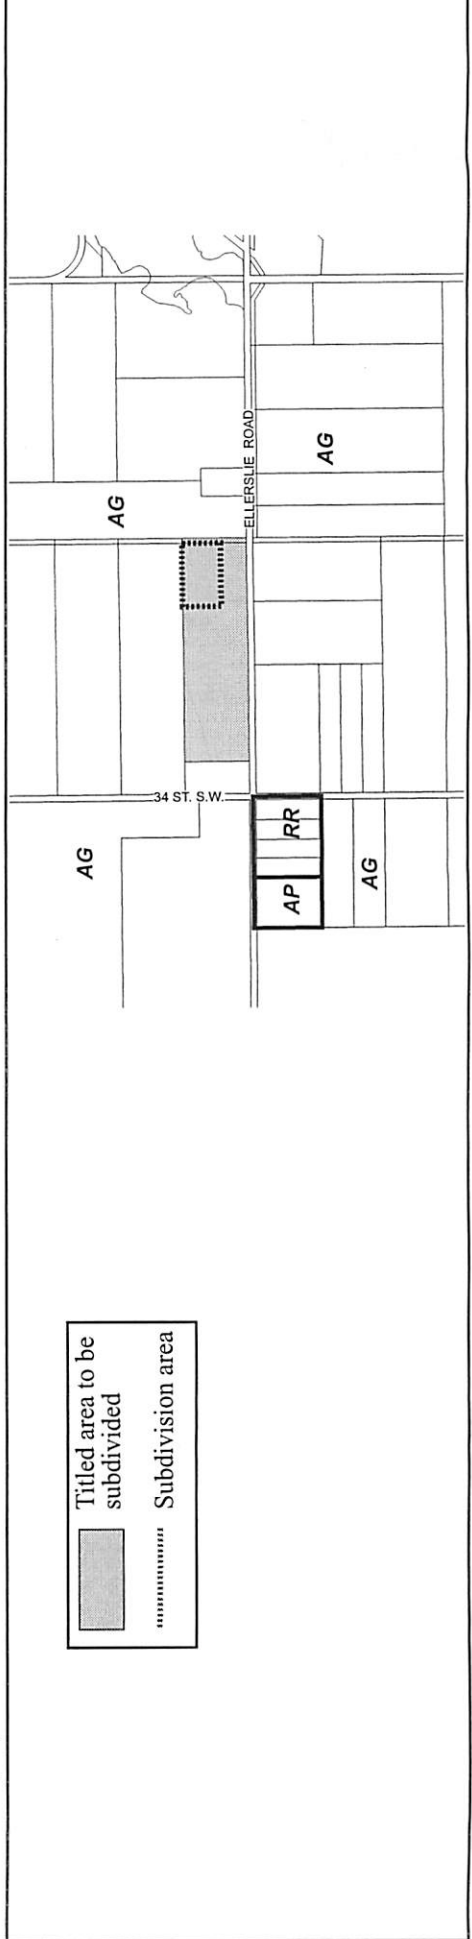 Titled area to be
subdivided
Subdivision area
AG
34 ST. S.W.
AP
RR
AG
AG
ELLERSLIE ROAD
AG